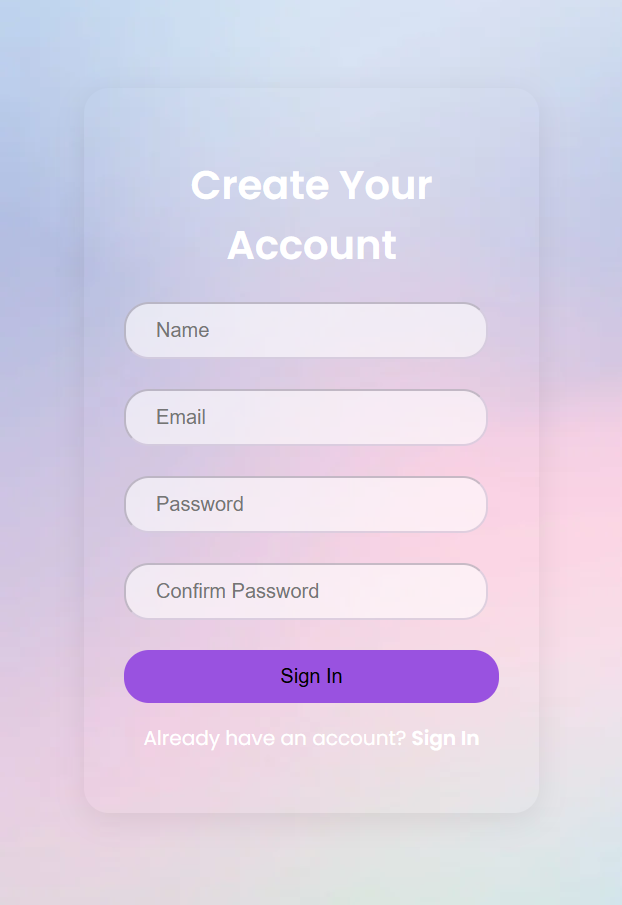 Create Your
Account
Name
Email
Password
Confirm Password
Sign In
Already have an account? Sign In